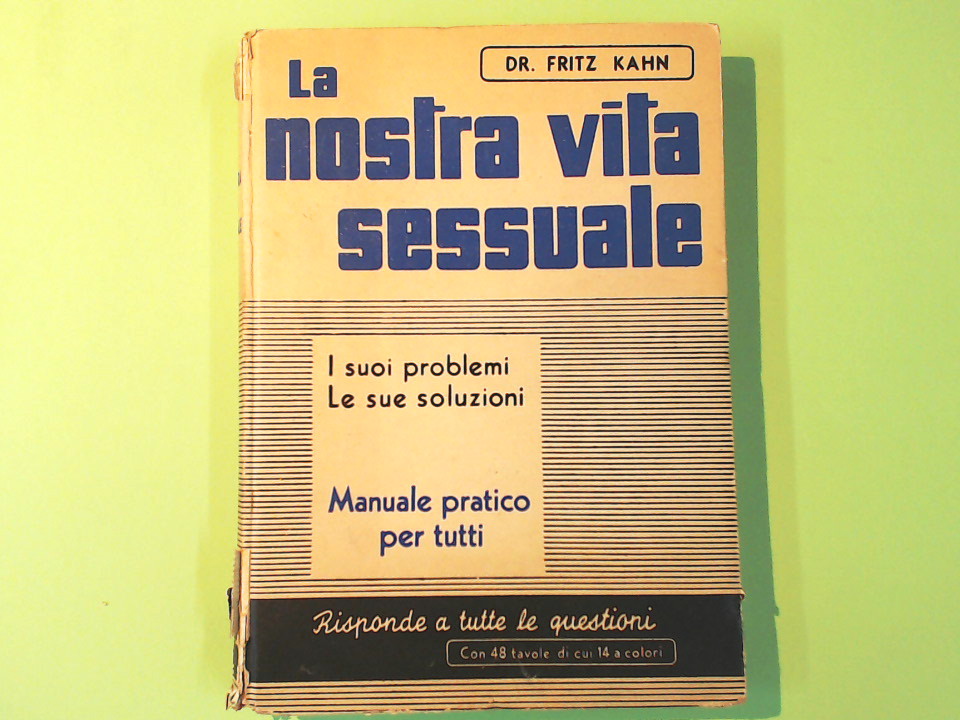 DR. FRITZ KAHN
La
nostra vita
sessuale
I suoi problemi
Le sue soluzioni
Manuale pratico
per tutti
Risponde a tutte le questioni
Con 48 tavole di cui 14 a colori